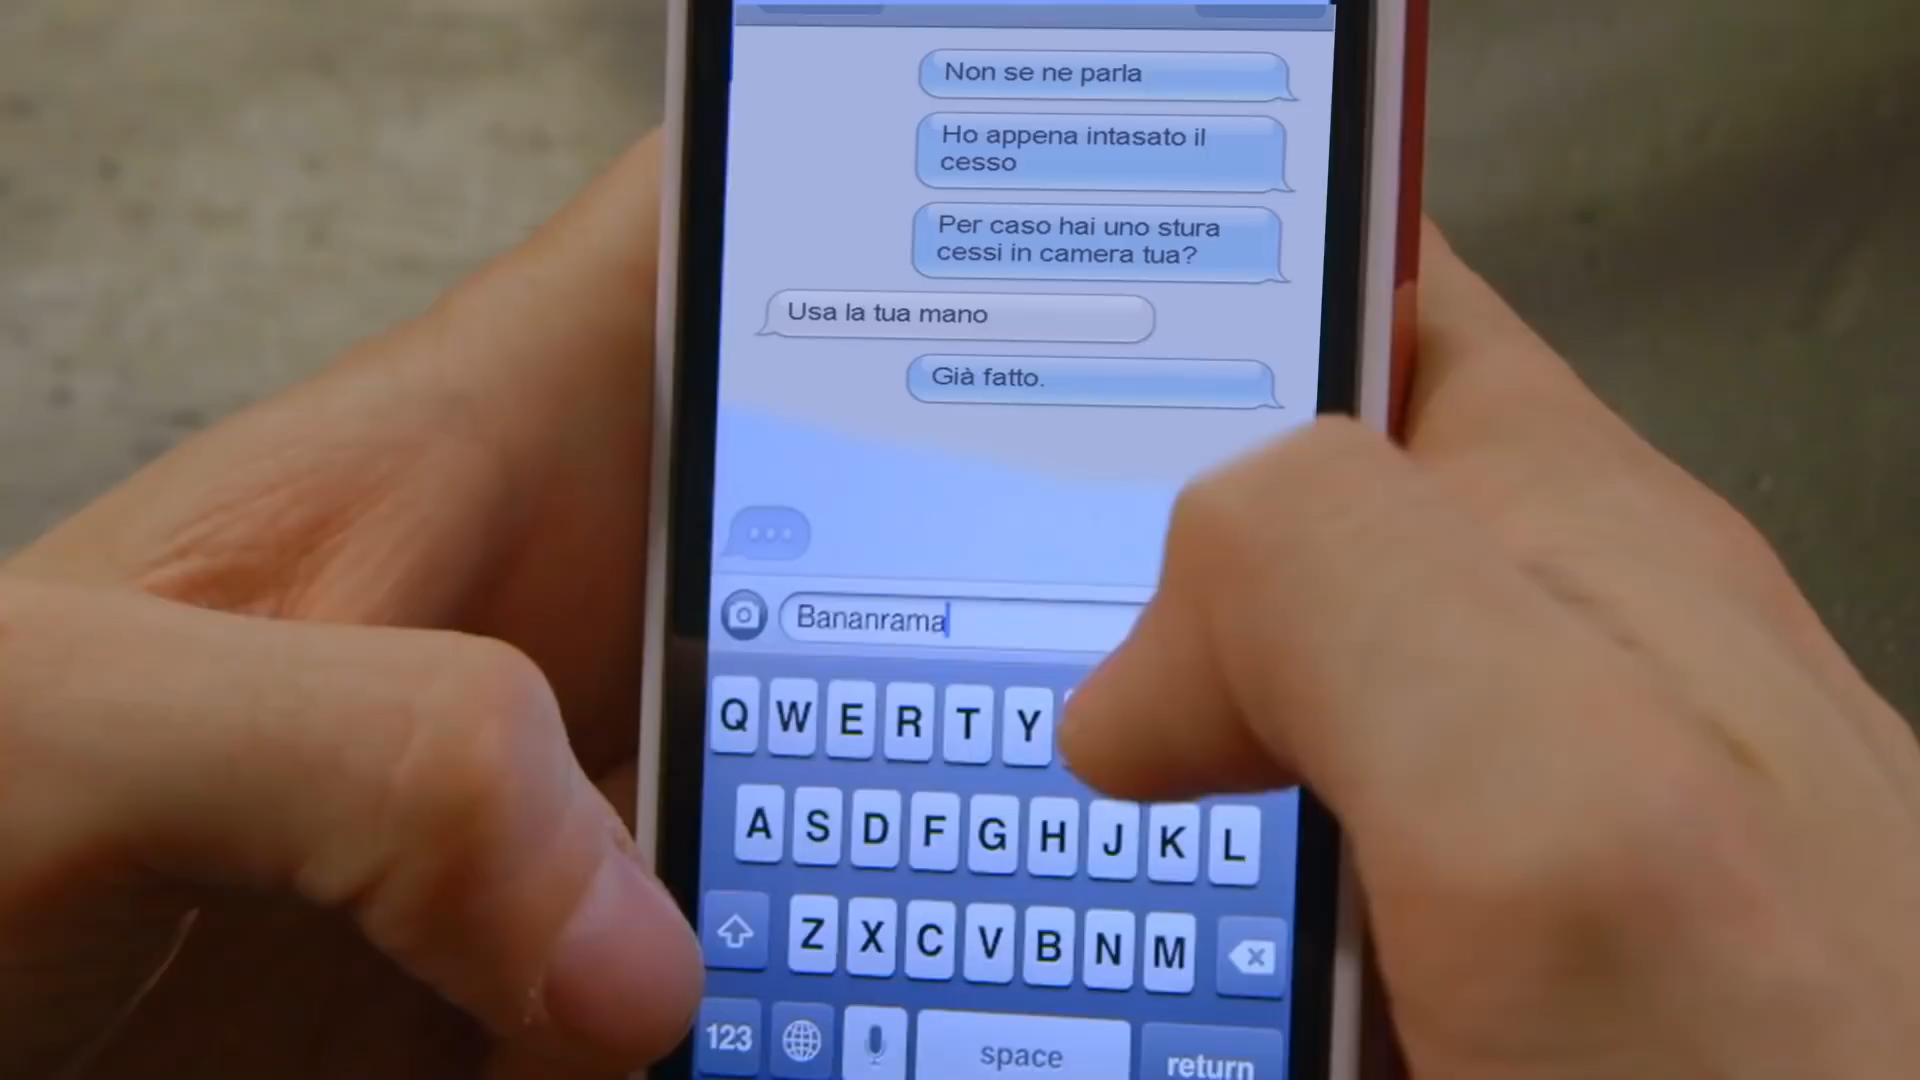 Non se ne parla
Ho appena intasato il
cesso
Per caso hai uno stura
cessi in camera tua?
Usa la tua mano
Già fatto.
Bananrama
Q W E R T Y
A S D F G H J K L
Z X C V B N M
123
space
return